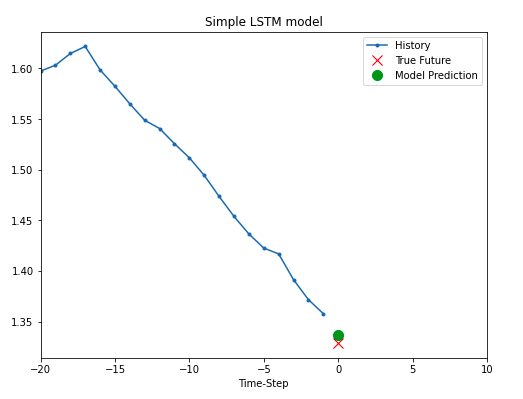 Simple LSTM model
History
True Future
Model Prediction
1.60
1.55
1.50
1.45
1.40
1.35
−20 −15 −10 −5 0 5 10
Time-Step